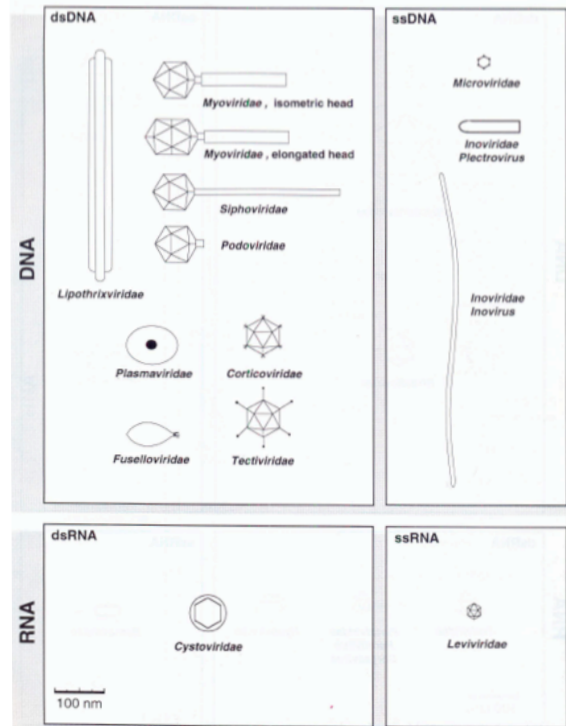 dsDNA
Myoviridae , isometric head
Myoviridae, elongated head
Siphoviridae
Podoviridae
Lipothrixviridae
Plasmaviridae
Corticoviridae
Fuselloviridae
Tectiviridae
ssDNA
Microviridae
Inoviridae
Plectrovirus
Inoviridae
Inovirus
DNA
dsRNA
Cystoviridae
100 nm
ssRNA
Leviviridae
RNA